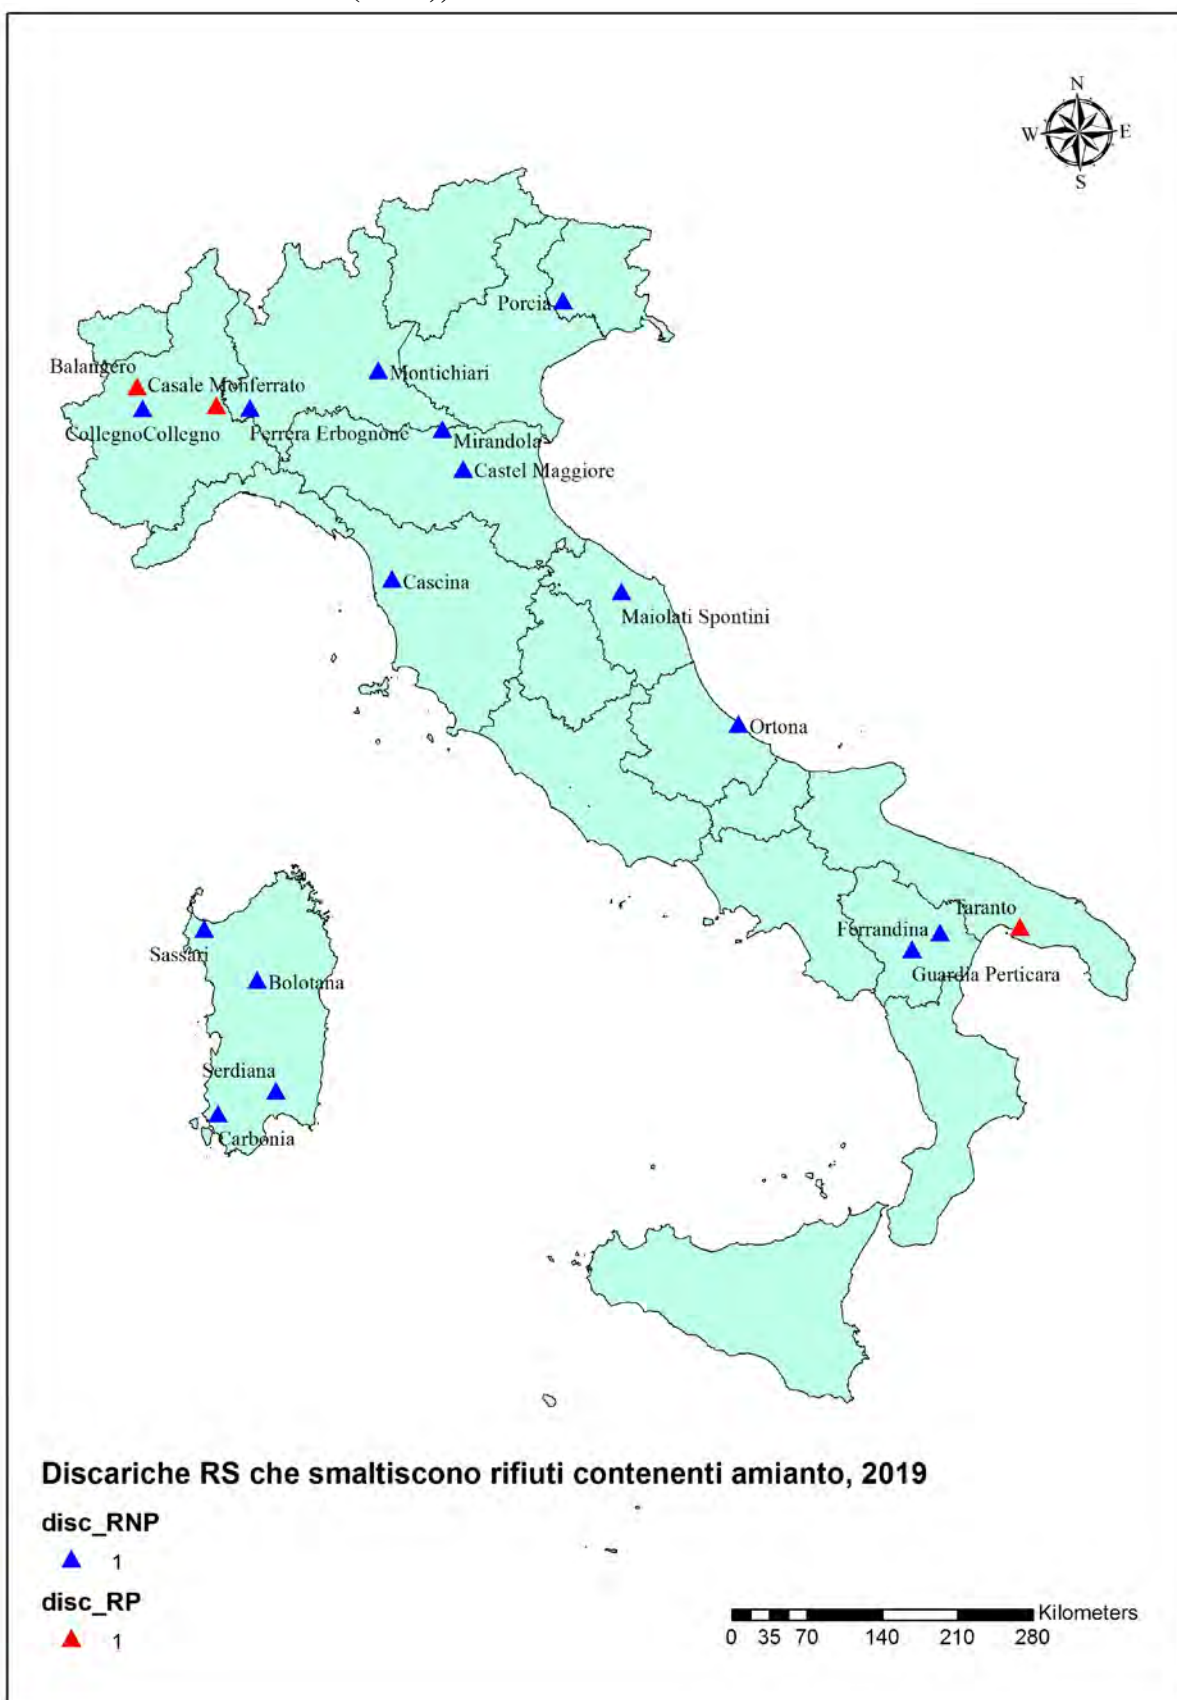 N
W E
S
Porcia
Balangero
Montichiari
Casale Monferrato
CollegnoCollegno
Ferrera Erbognone
Mirandola
Castel Maggiore
Cascina
Maiolati Spontini
Ortona
Taranto
Ferrandina
Guardia Perticara
Sassari
Bolotana
Serdiana
Carbonia
Discariche RS che smaltiscono rifiuti contenenti amianto, 2019
disc_RNP
1
disc_RP
1
Kilometers
0 35 70 140 210 280